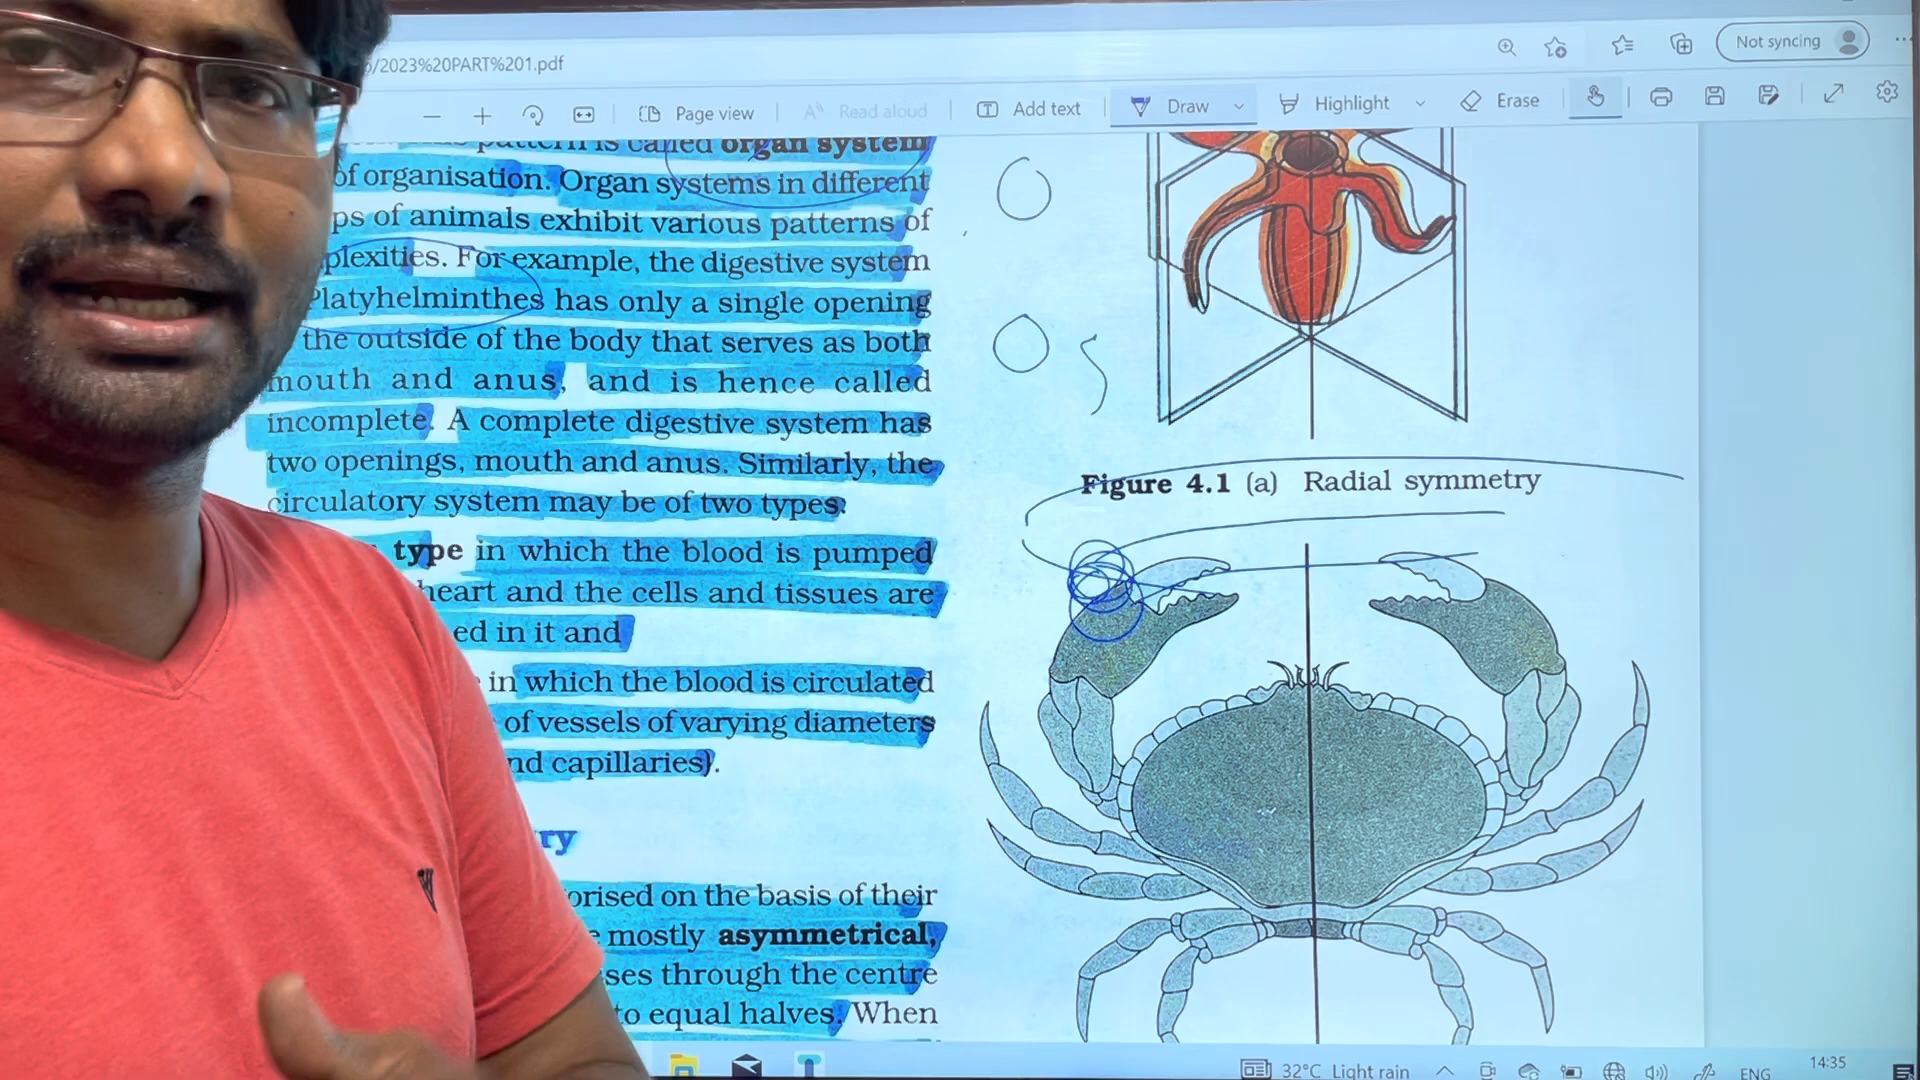 /2023%20PART%201.pdf
Not syncing
Page view
Read aloud
Add text
Draw
Highlight
Erase
pattern is called organ system
of organisation. Organ systems in different
ps of animals exhibit various patterns of
plexities. For example, the digestive system
Platyhelminthes has only a single opening
the outside of the body that serves as both
mouth and anus, and is hence called
incomplete. A complete digestive system has
two openings, mouth and anus. Similarly, the
circulatory system may be of two types:
type in which the blood is pumped
heart and the cells and tissues are
ed in it and
in which the blood is circulated
of vessels of varying diameters
nd capillaries).
ry
orised on the basis of their
mostly asymmetrical,
ses through the centre
to equal halves. When
Figure 4.1 (a) Radial symmetry
32°C Light rain
ENG
14:35